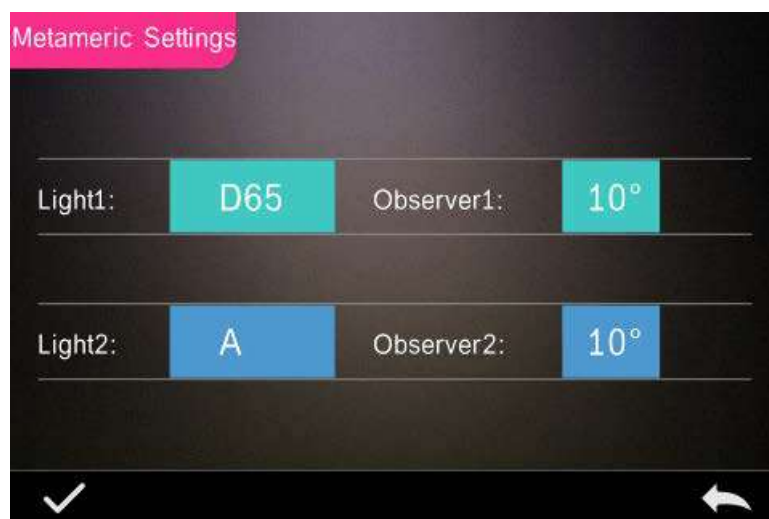 Metameric Settings
Light1: D65 Observer1: 10°
Light2: A Observer2: 10°